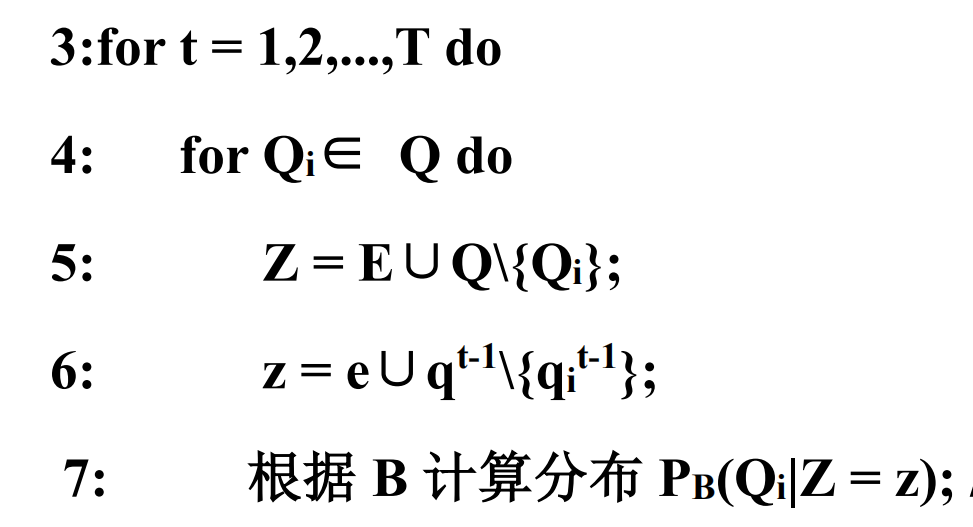 3:for t = 1,2,...,T do
4: for Qᵢ∈ Q do
5: Z = E∪Q\{Qᵢ};
6: z = e∪qᵗ⁻¹\{qᵢᵗ⁻¹};
7: 根据 B 计算分布 P_B(Qᵢ|Z = z);